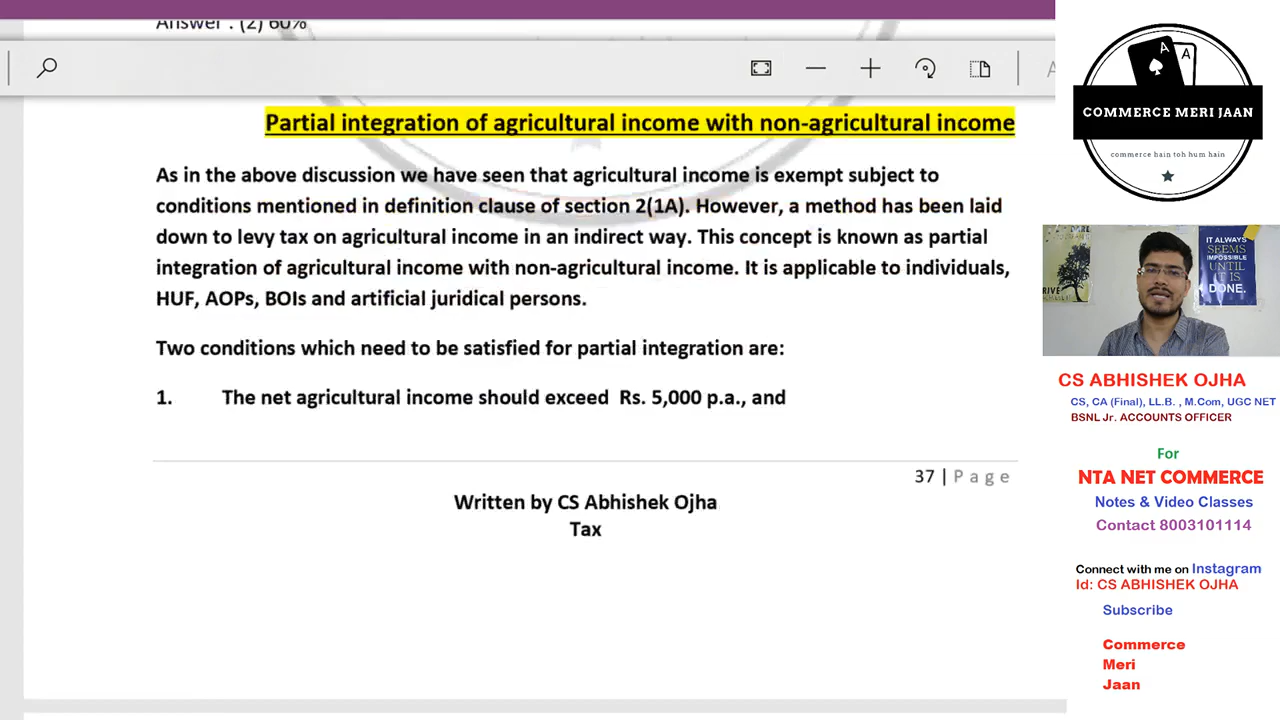 Answer : (2) 60%
Partial integration of agricultural income with non-agricultural income
As in the above discussion we have seen that agricultural income is exempt subject to
conditions mentioned in definition clause of section 2(1A). However, a method has been laid
down to levy tax on agricultural income in an indirect way. This concept is known as partial
integration of agricultural income with non-agricultural income. It is applicable to individuals,
HUF, AOPs, BOIs and artificial juridical persons.
Two conditions which need to be satisfied for partial integration are:
1. The net agricultural income should exceed Rs. 5,000 p.a., and
37 | Page
Written by CS Abhishek Ojha
Tax
A
A
COMMERCE MERI JAAN
commerce hain toh hum hain
IT ALWAYS
SEEMS
IMPOSSIBLE
UNTIL
IT IS
DONE.
CS ABHISHEK OJHA
CS, CA (Final), LL.B. , M.Com, UGC NET
BSNL Jr. ACCOUNTS OFFICER
For
NTA NET COMMERCE
Notes & Video Classes
Contact 8003101114
Connect with me on Instagram
Id: CS ABHISHEK OJHA
Subscribe
Commerce
Meri
Jaan